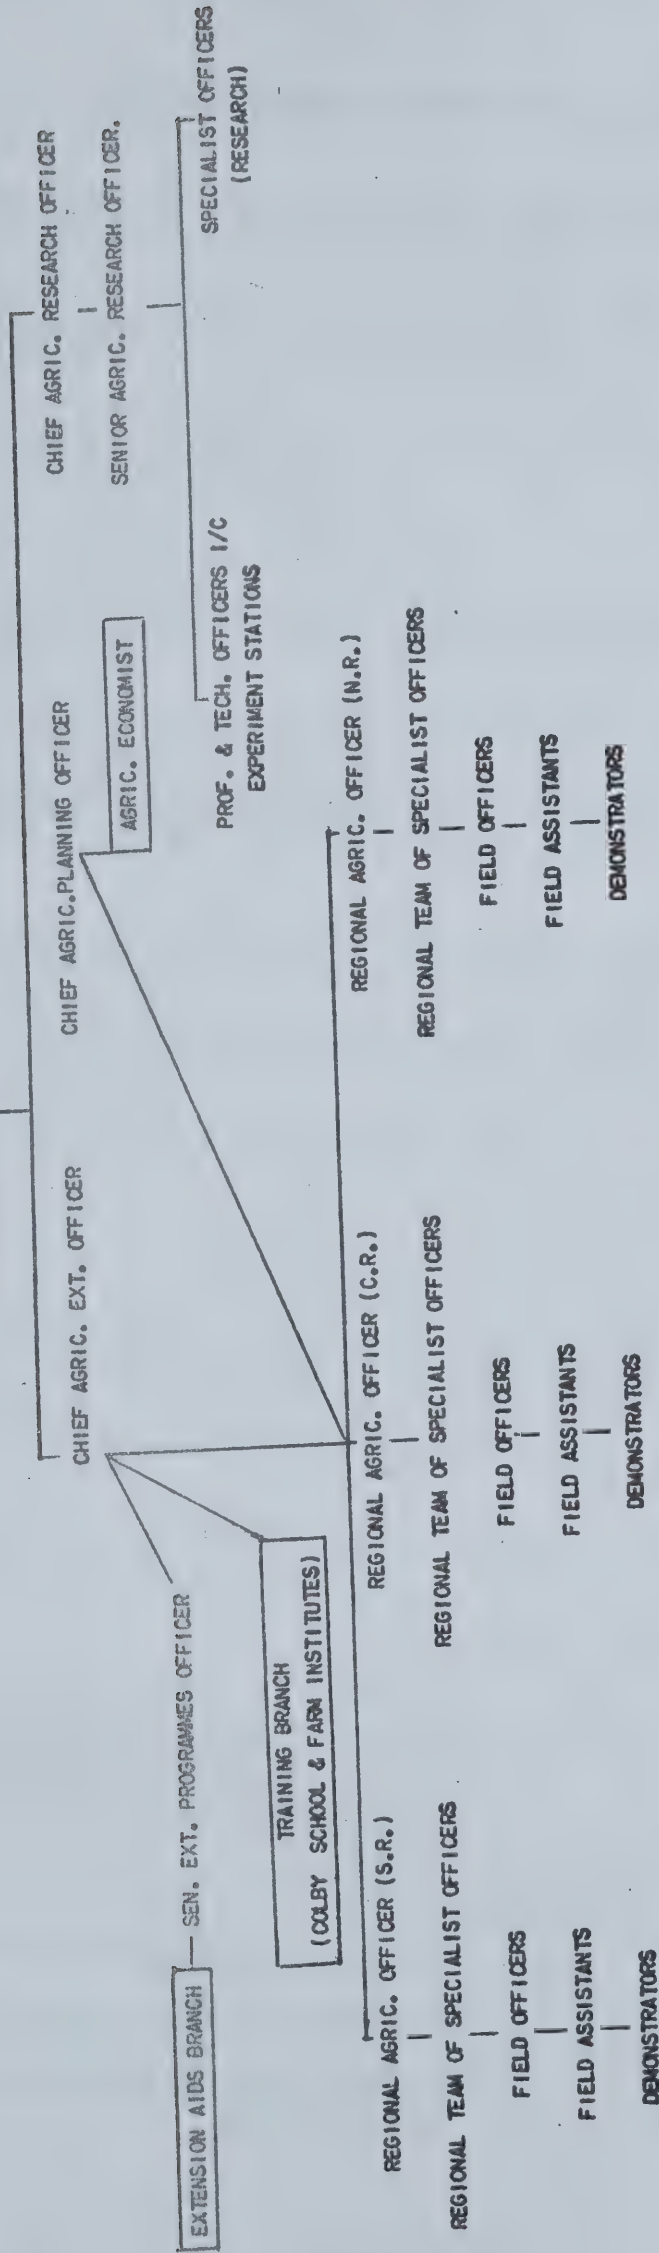 CHIEF AGRIC. EXT. OFFICER
CHIEF AGRIC.PLANNING OFFICER
CHIEF AGRIC. RESEARCH OFFICER
SENIOR AGRIC. RESEARCH OFFICER.
AGRIC. ECONOMIST
EXTENSION AIDS BRANCH
SEN. EXT. PROGRAMMES OFFICER
PROF. & TECH. OFFICERS I/C
EXPERIMENT STATIONS
SPECIALIST OFFICERS
(RESEARCH)
TRAINING BRANCH
(COLBY SCHOOL & FARM INSTITUTES)
REGIONAL AGRIC. OFFICER (S.R.)
REGIONAL TEAM OF SPECIALIST OFFICERS
FIELD OFFICERS
FIELD ASSISTANTS
DEMONSTRATORS
REGIONAL AGRIC. OFFICER (C.R.)
REGIONAL TEAM OF SPECIALIST OFFICERS
FIELD OFFICERS
FIELD ASSISTANTS
DEMONSTRATORS
REGIONAL AGRIC. OFFICER (N.R.)
REGIONAL TEAM OF SPECIALIST OFFICERS
FIELD OFFICERS
FIELD ASSISTANTS
DEMONSTRATORS